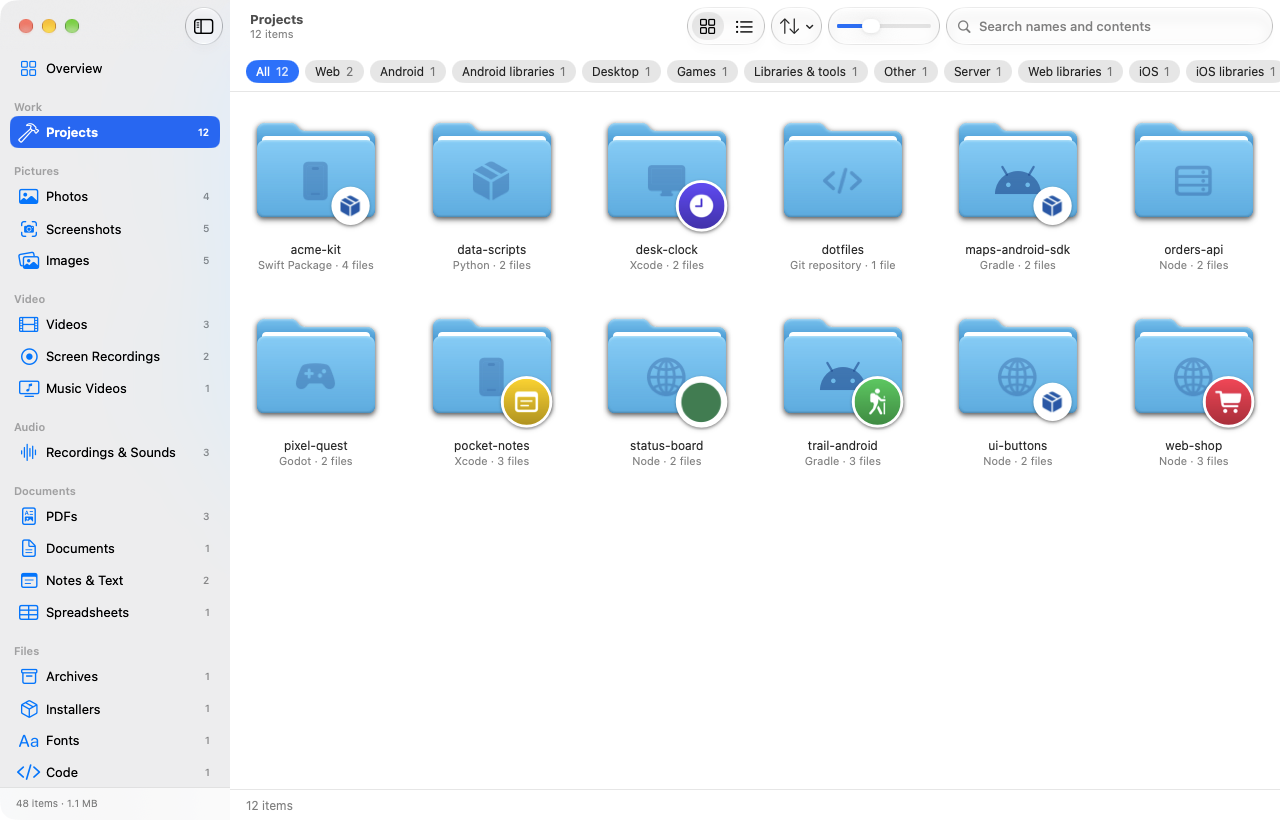 Projects
12 items
Search names and contents
All 12
Web 2
Android 1
Android libraries 1
Desktop 1
Games 1
Libraries & tools 1
Other 1
Server 1
Web libraries 1
iOS 1
iOS libraries 1
Overview
Work
Projects 12
Pictures
Photos 4
Screenshots 5
Images 5
Video
Videos 3
Screen Recordings 2
Music Videos 1
Audio
Recordings & Sounds 3
Documents
PDFs 3
Documents 1
Notes & Text 2
Spreadsheets 1
Files
Archives 1
Installers 1
Aa Fonts 1
Code 1
48 items · 1.1 MB
acme-kit
Swift Package · 4 files
data-scripts
Python · 2 files
desk-clock
Xcode · 2 files
dotfiles
Git repository · 1 file
maps-android-sdk
Gradle · 2 files
orders-api
Node · 2 files
pixel-quest
Godot · 2 files
pocket-notes
Xcode · 3 files
status-board
Node · 2 files
trail-android
Gradle · 3 files
ui-buttons
Node · 2 files
web-shop
Node · 3 files
12 items